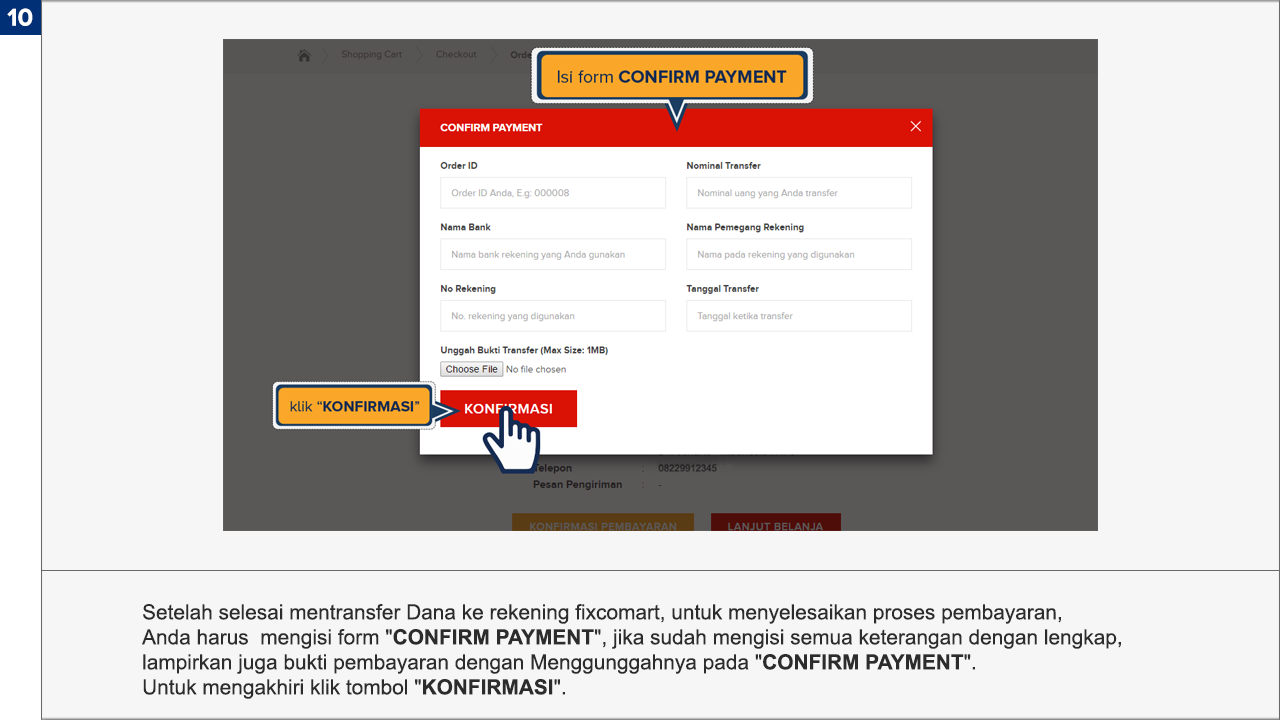 10
Shopping Cart Checkout Orde
Isi form CONFIRM PAYMENT
CONFIRM PAYMENT
Order ID Nominal Transfer
Order ID Anda, E.g: 000008 Nominal uang yang Anda transfer
Nama Bank Nama Pemegang Rekening
Nama bank rekening yang Anda gunakan Nama pada rekening yang digunakan
No Rekening Tanggal Transfer
No. rekening yang digunakan Tanggal ketika transfer
Unggah Bukti Transfer (Max Size: 1MB)
Choose File No file chosen
klik “KONFIRMASI” KONFIRMASI
Telepon : 08229912345
Pesan Pengiriman : -
KONFIRMASI PEMBAYARAN LANJUT BELANJA
Setelah selesai mentransfer Dana ke rekening fixcomart, untuk menyelesaikan proses pembayaran,
Anda harus mengisi form "CONFIRM PAYMENT", jika sudah mengisi semua keterangan dengan lengkap,
lampirkan juga bukti pembayaran dengan Menggunggahnya pada "CONFIRM PAYMENT".
Untuk mengakhiri klik tombol "KONFIRMASI".